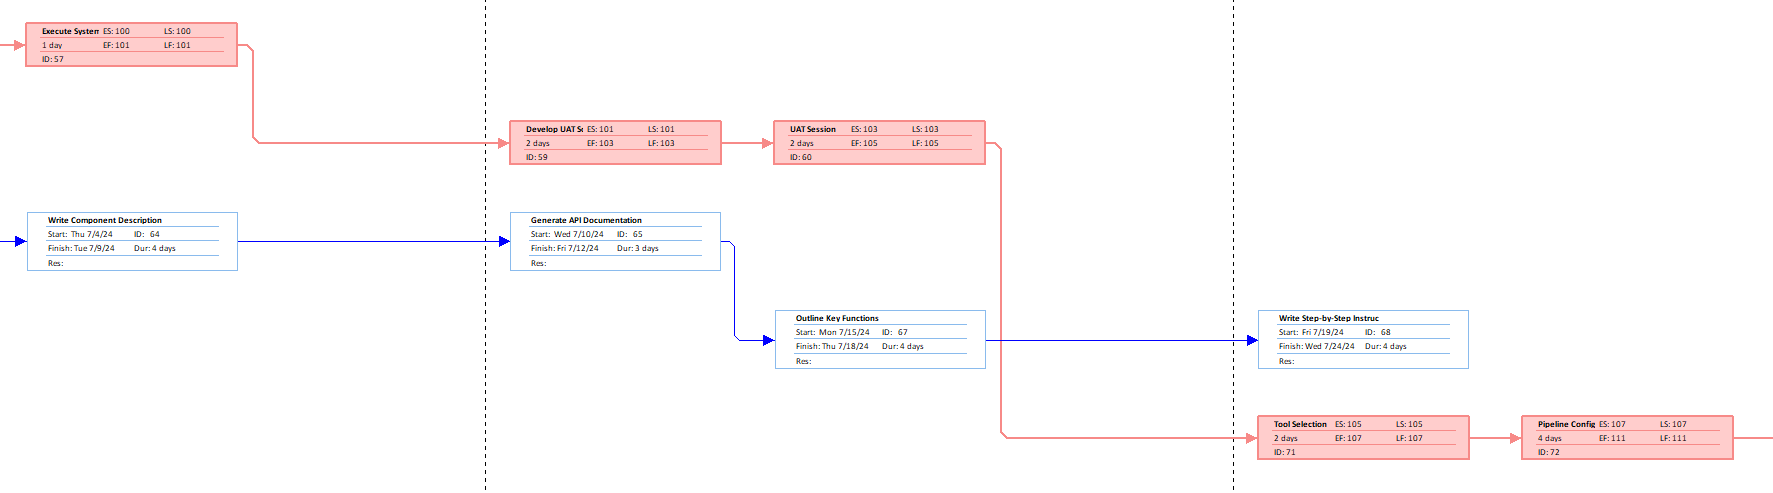 Execute System ES: 100 LS: 100
1 day EF: 101 LF: 101
ID: 57
Develop UAT Sc ES: 101 LS: 101
2 days EF: 103 LF: 103
ID: 59
UAT Session ES: 103 LS: 103
2 days EF: 105 LF: 105
ID: 60
Write Component Description
Start: Thu 7/4/24 ID: 64
Finish: Tue 7/9/24 Dur: 4 days
Res:
Generate API Documentation
Start: Wed 7/10/24 ID: 65
Finish: Fri 7/12/24 Dur: 3 days
Res:
Outline Key Functions
Start: Mon 7/15/24 ID: 67
Finish: Thu 7/18/24 Dur: 4 days
Res:
Write Step-by-Step Instruc
Start: Fri 7/19/24 ID: 68
Finish: Wed 7/24/24 Dur: 4 days
Res:
Tool Selection ES: 105 LS: 105
2 days EF: 107 LF: 107
ID: 71
Pipeline Config ES: 107 LS: 107
4 days EF: 111 LF: 111
ID: 72